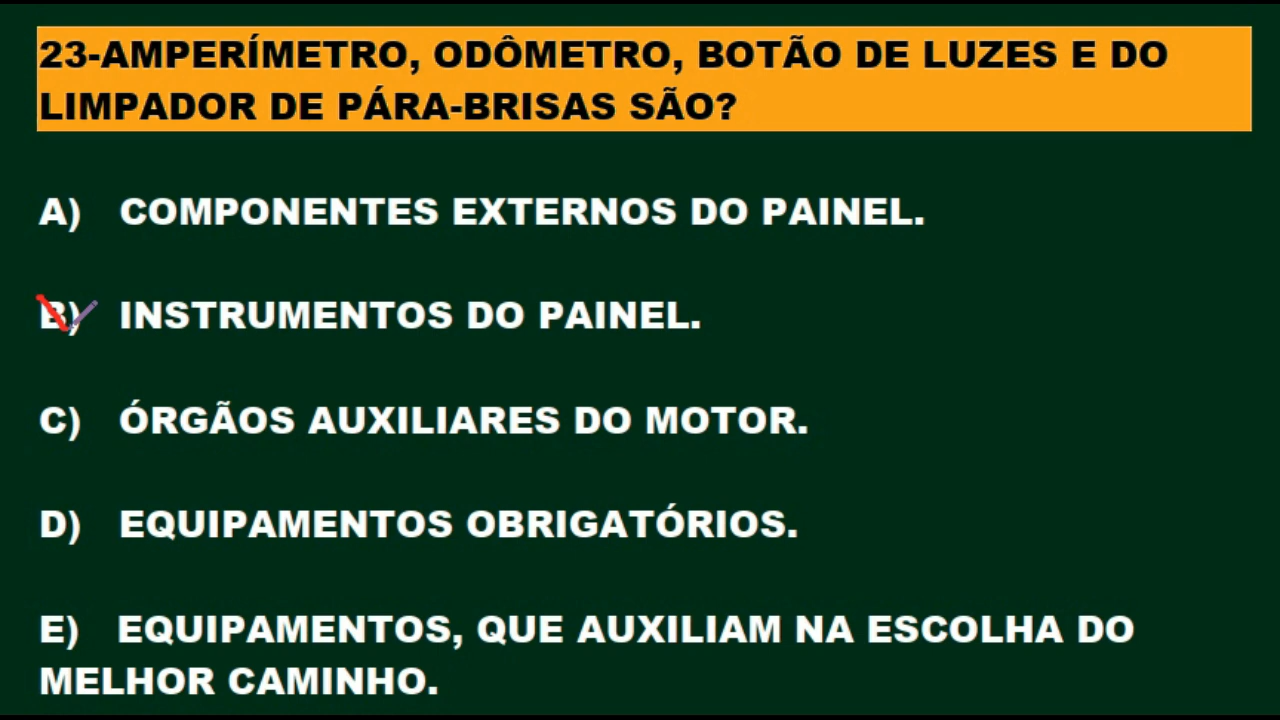 23-AMPERÍMETRO, ODÔMETRO, BOTÃO DE LUZES E DO
LIMPADOR DE PÁRA-BRISAS SÃO?
A) COMPONENTES EXTERNOS DO PAINEL.
B) INSTRUMENTOS DO PAINEL.
C) ÓRGÃOS AUXILIARES DO MOTOR.
D) EQUIPAMENTOS OBRIGATÓRIOS.
E) EQUIPAMENTOS, QUE AUXILIAM NA ESCOLHA DO
MELHOR CAMINHO.